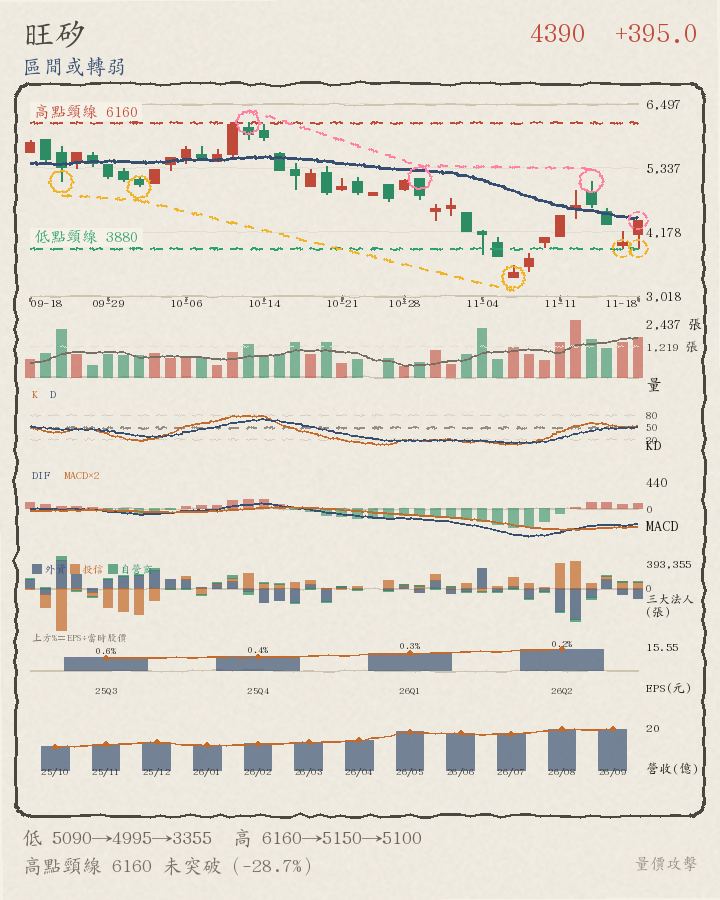 旺矽
4390 +395.0
區間或轉弱
高點頸線 6160
6,497
5,337
低點頸線 3880
4,178
3,018
09-18 09-29 10-06 10-14 10-21 10-28 11-04 11-11 11-18
2,437 張
1,219 張
量
K D
80
50
20
KD
DIF MACD×2
440
0
MACD
外資 投信 自營商
393,355
0
三大法人
(張)
上方%=EPS÷當時股價
0.6% 0.4% 0.3% 0.2%
15.55
25Q3 25Q4 26Q1 26Q2
EPS(元)
20
25/10 25/11 25/12 26/01 26/02 26/03 26/04 26/05 26/06 26/07 26/08 26/09
營收(億)
低 5090→4995→3355 高 6160→5150→5100
高點頸線 6160 未突破 (-28.7%)
量價攻擊